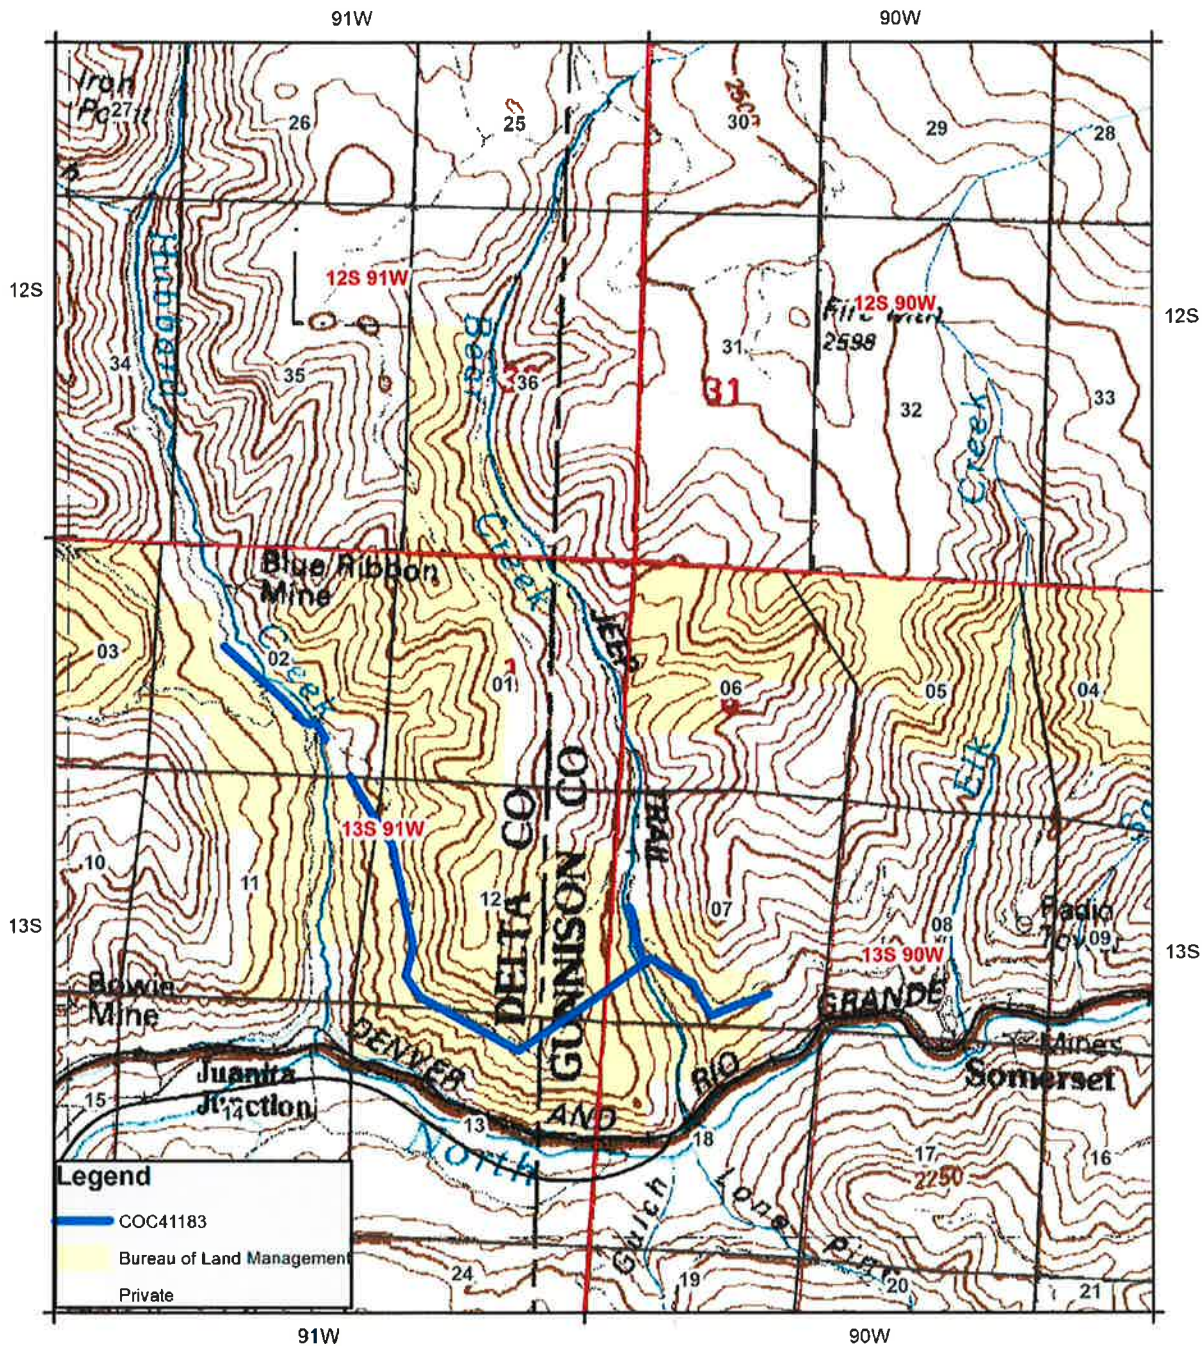 91W 90W
Iron
26 25 30 29 28
27
Hubbard
12S 12S
12S 91W 12S 90W
2598
Bear
34 35 36 31 32 33
31
Creek
Creek
Blue Ribbon
Mine
JEEP
Creek
03 02 01 06 05 04
Elk
DELTA CO
GUNNISON CO
TRAIL
13S 91W
10 11 12 07 08 09
Radio
13S 13S
13S 90W
Bowie
Mine
DENVER AND RIO GRANDE
Mines
Somerset
Juanita
Junction
15 14 13 18 17 16
North
2250
Lone Pine
Gulch
24 19 20 21
Legend
COC41183
Bureau of Land Management
Private
91W 90W